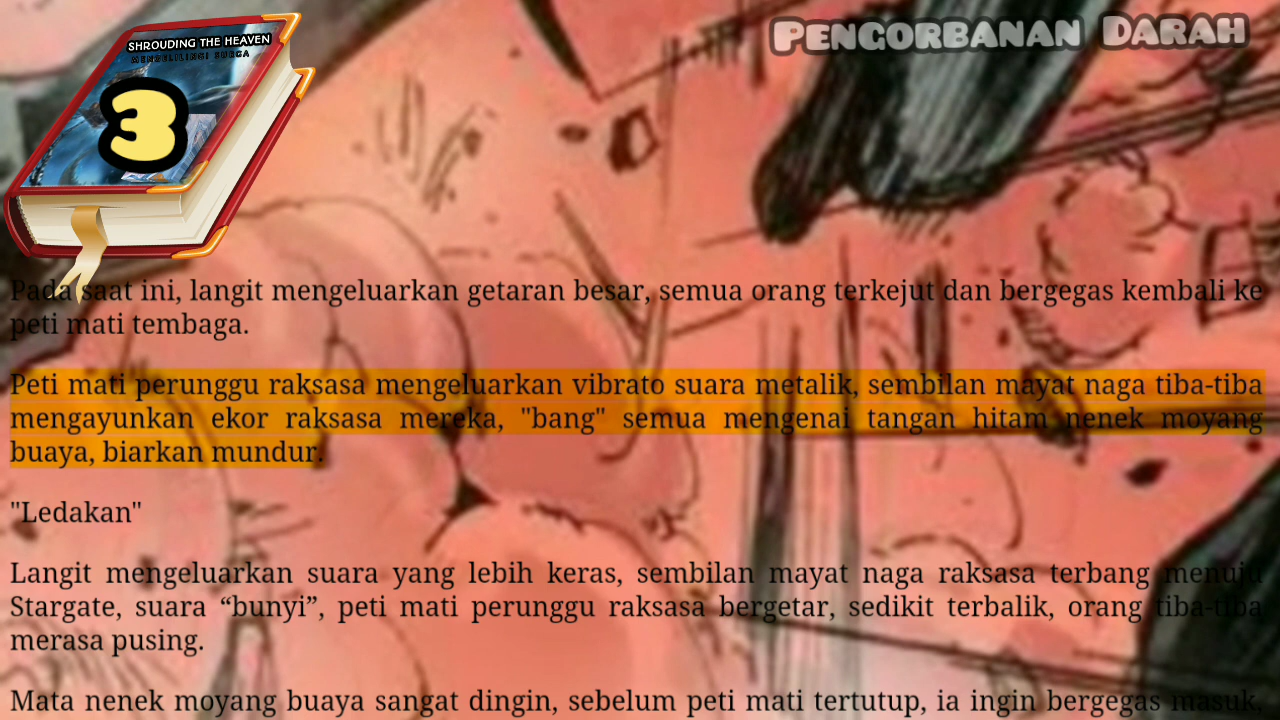 SHROUDING THE HEAVEN
MENGELILINGI SURGA
3
Pengorbanan Darah
Pada saat ini, langit mengeluarkan getaran besar, semua orang terkejut dan bergegas kembali ke
peti mati tembaga.
Peti mati perunggu raksasa mengeluarkan vibrato suara metalik, sembilan mayat naga tiba-tiba
mengayunkan ekor raksasa mereka, "bang" semua mengenai tangan hitam nenek moyang
buaya, biarkan mundur.
"Ledakan"
Langit mengeluarkan suara yang lebih keras, sembilan mayat naga raksasa terbang menuju
Stargate, suara “bunyi”, peti mati perunggu raksasa bergetar, sedikit terbalik, orang tiba-tiba
merasa pusing.
Mata nenek moyang buaya sangat dingin, sebelum peti mati tertutup, ia ingin bergegas masuk,